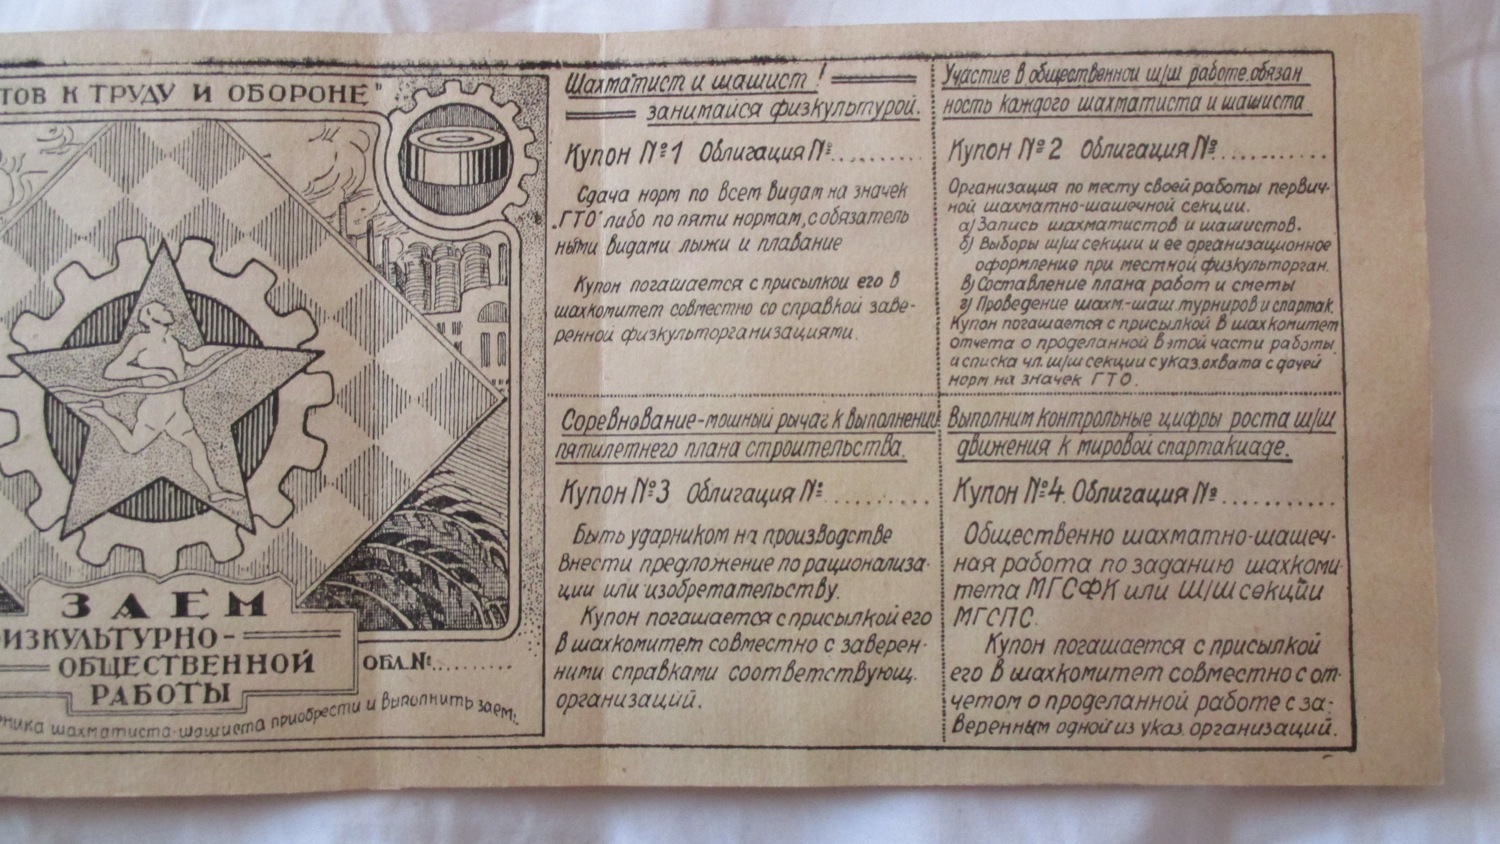 ТОВ К ТРУДУ И ОБОРОНЕ"
ЗАЕМ
ИЗКУЛЬТУРНО-
ОБЩЕСТВЕННОЙ
РАБОТЫ
ОБЛ.№..........
ника шахматиста-шашиста приобрести и выполнить заем.
Шахматист и шашист!
занимайся физкультурой.
Купон №1 Облигация №..........
Сдача норм по всем видам на значек
„ГТО" либо по пяти нормам, с обязатель
ными видами лыжи и плавание
Купон погашается с присылкой его в
шахкомитет совместно со справкой заве-
ренной физкульторганизациями.
Участие в общественной ш/ш работе обязан
ность каждого шахматиста и шашиста
Купон №2 Облигация №...........
Организация по месту своей работы первич-
ной шахматно-шашечной секции.
а) Запись шахматистов и шашистов.
б) Выборы ш/ш секции и ее организационное
оформление при местной физкульторган.
в) Составление плана работ и сметы
г) Проведение шахм-шаш турниров и спартак.
Купон погашается с присылкой в шахкомитет
отчета о проделанной в этой части работы.
и списка чл. ш/ш секции с указ. охвата сдачей
норм на значек ГТО.
Соревнование-мощный рычаг к выполнению
пятилетнего плана строительства.
Купон №3 Облигация №..........
Быть ударником на производстве
Внести предложение по рационализа-
ции или изобретательству.
Купон погашается с присылкой его
в шахкомитет совместно с заверен-
ними справками соответствующ.
организаций.
Выполним контрольные цифры роста ш/ш
движения к мировой спартакиаде.
Купон №4. Облигация №...........
Общественно шахматно-шашеч-
ная работа по заданию шахкоми-
тета МГСФК или Ш/Ш секции
МГСПС.
Купон погашается с присылкой
его в шахкомитет совместно с от-
четом о проделанной работе с за-
веренным одной из указ. организаций.